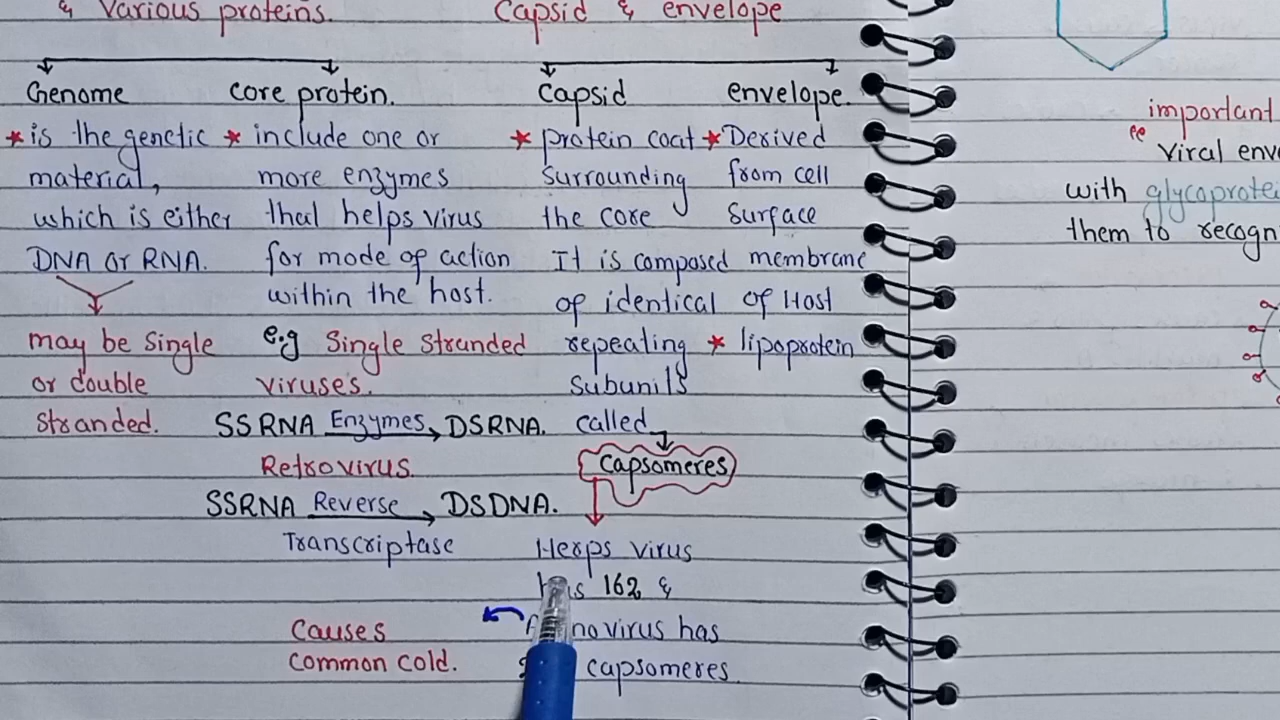 & Various proteins.
Capsid & envelope
Genome
* is the genetic
material,
which is either
DNA or RNA.
may be Single
or double
Stranded.
core protein.
* include one or
more enzymes
that helps virus
for mode of action
within the host.
e.g Single Stranded
viruses.
SSRNA Enzymes DSRNA.
Retrovirus.
SSRNA Reverse DSDNA.
Transcriptase
Causes
common cold.
Capsid
* protein coat
Surrounding
the core
It is composed
of identical
repeating
Subunits
called
Capsomeres
Herps virus
162 &
virus has
capsomeres.
envelope.
* Derived
from cell
Surface
membrane
of Host
* lipoprotein
important
Viral
with
them to